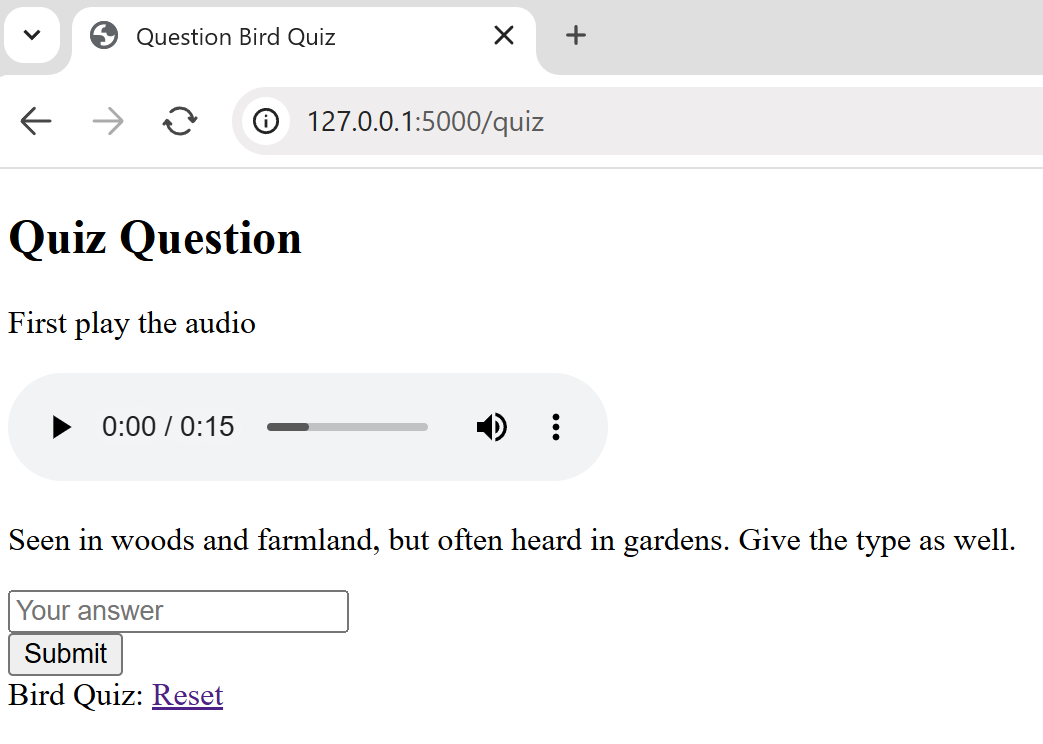 Question Bird Quiz
127.0.0.1:5000/quiz
Quiz Question
First play the audio
0:00 / 0:15
Seen in woods and farmland, but often heard in gardens. Give the type as well.
Your answer
Submit
Bird Quiz: Reset